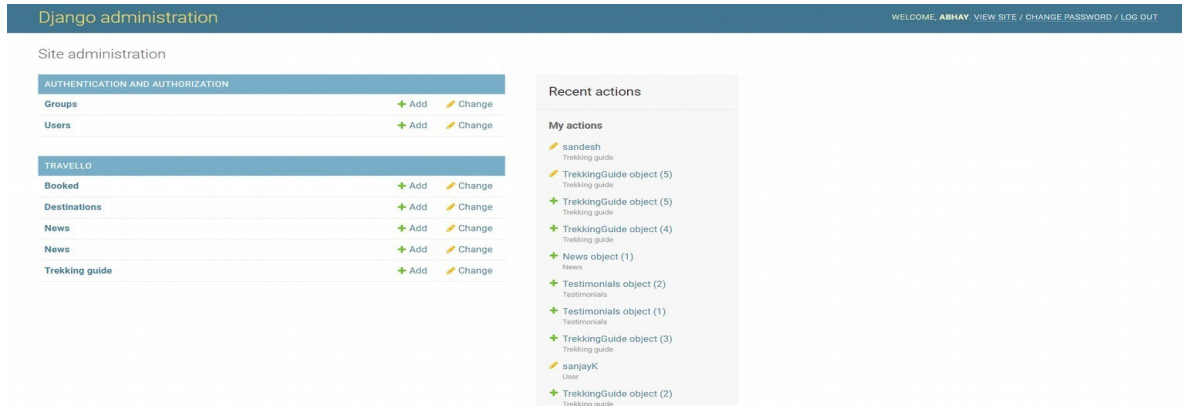 Django administration
WELCOME, ABHAY. VIEW SITE / CHANGE PASSWORD / LOG OUT
Site administration
AUTHENTICATION AND AUTHORIZATION
Groups + Add Change
Users + Add Change
TRAVELLO
Booked + Add Change
Destinations + Add Change
News + Add Change
News + Add Change
Trekking guide + Add Change
Recent actions
My actions
sandesh
Trekking guide
TrekkingGuide object (5)
Trekking guide
+ TrekkingGuide object (5)
Trekking guide
+ TrekkingGuide object (4)
Trekking guide
+ News object (1)
News
+ Testimonials object (2)
Testimonials
+ Testimonials object (1)
Testimonials
+ TrekkingGuide object (3)
Trekking guide
sanjayK
User
+ TrekkingGuide object (2)
Trekking guide